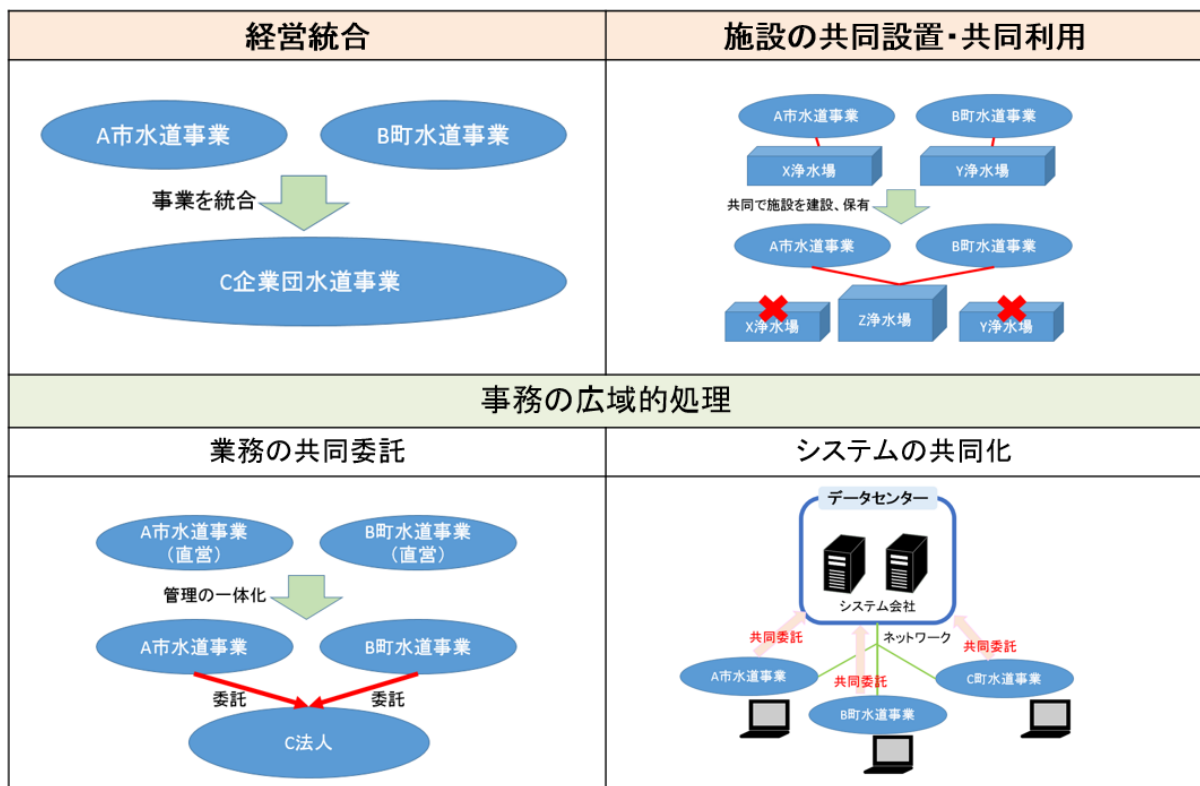 経営統合
A市水道事業
B町水道事業
事業を統合
C企業団水道事業
施設の共同設置・共同利用
A市水道事業
B町水道事業
X浄水場
Y浄水場
共同で施設を建設、保有
A市水道事業
B町水道事業
X浄水場
Z浄水場
Y浄水場
事務の広域的処理
業務の共同委託
A市水道事業
(直営)
B町水道事業
(直営)
管理の一体化
A市水道事業
B町水道事業
委託
委託
C法人
システムの共同化
データセンター
システム会社
共同委託
ネットワーク
共同委託
A市水道事業
共同委託
C町水道事業
B町水道事業